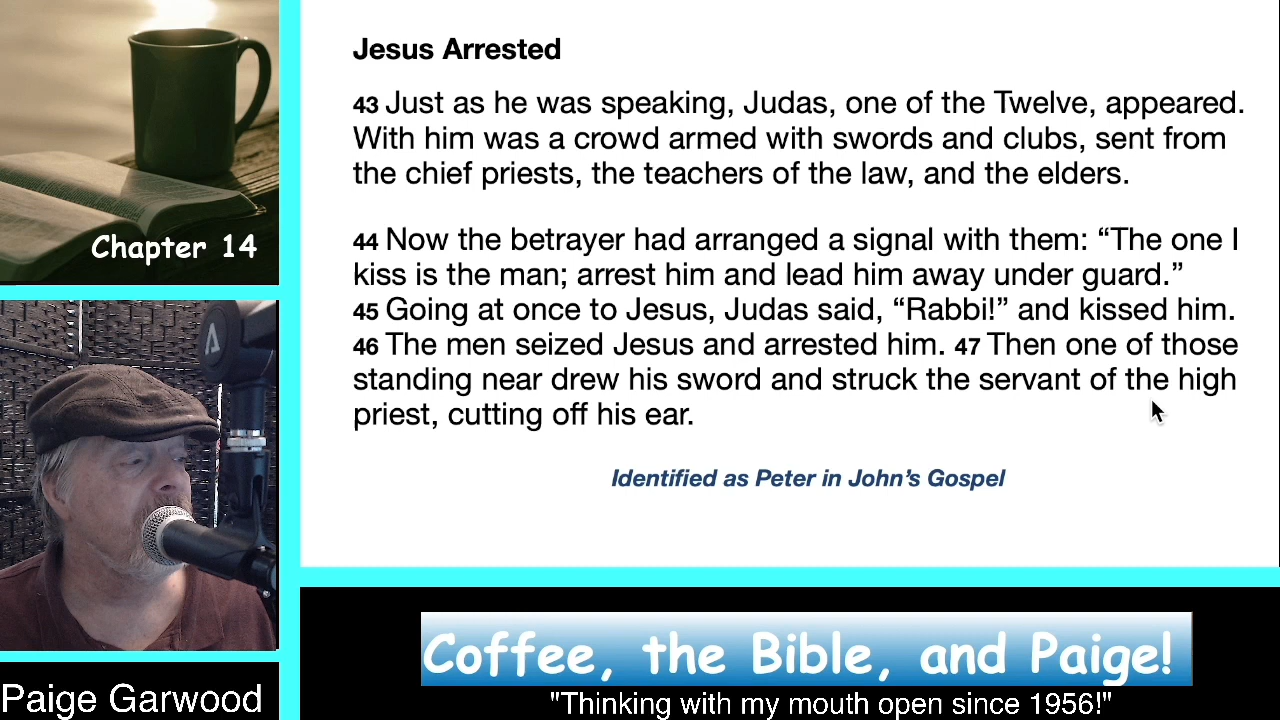 Jesus Arrested
43 Just as he was speaking, Judas, one of the Twelve, appeared.
With him was a crowd armed with swords and clubs, sent from
the chief priests, the teachers of the law, and the elders.
44 Now the betrayer had arranged a signal with them: “The one I
kiss is the man; arrest him and lead him away under guard.”
45 Going at once to Jesus, Judas said, “Rabbi!” and kissed him.
46 The men seized Jesus and arrested him. 47 Then one of those
standing near drew his sword and struck the servant of the high
priest, cutting off his ear.
Identified as Peter in John’s Gospel
Chapter 14
Paige Garwood
Coffee, the Bible, and Paige!
"Thinking with my mouth open since 1956!"